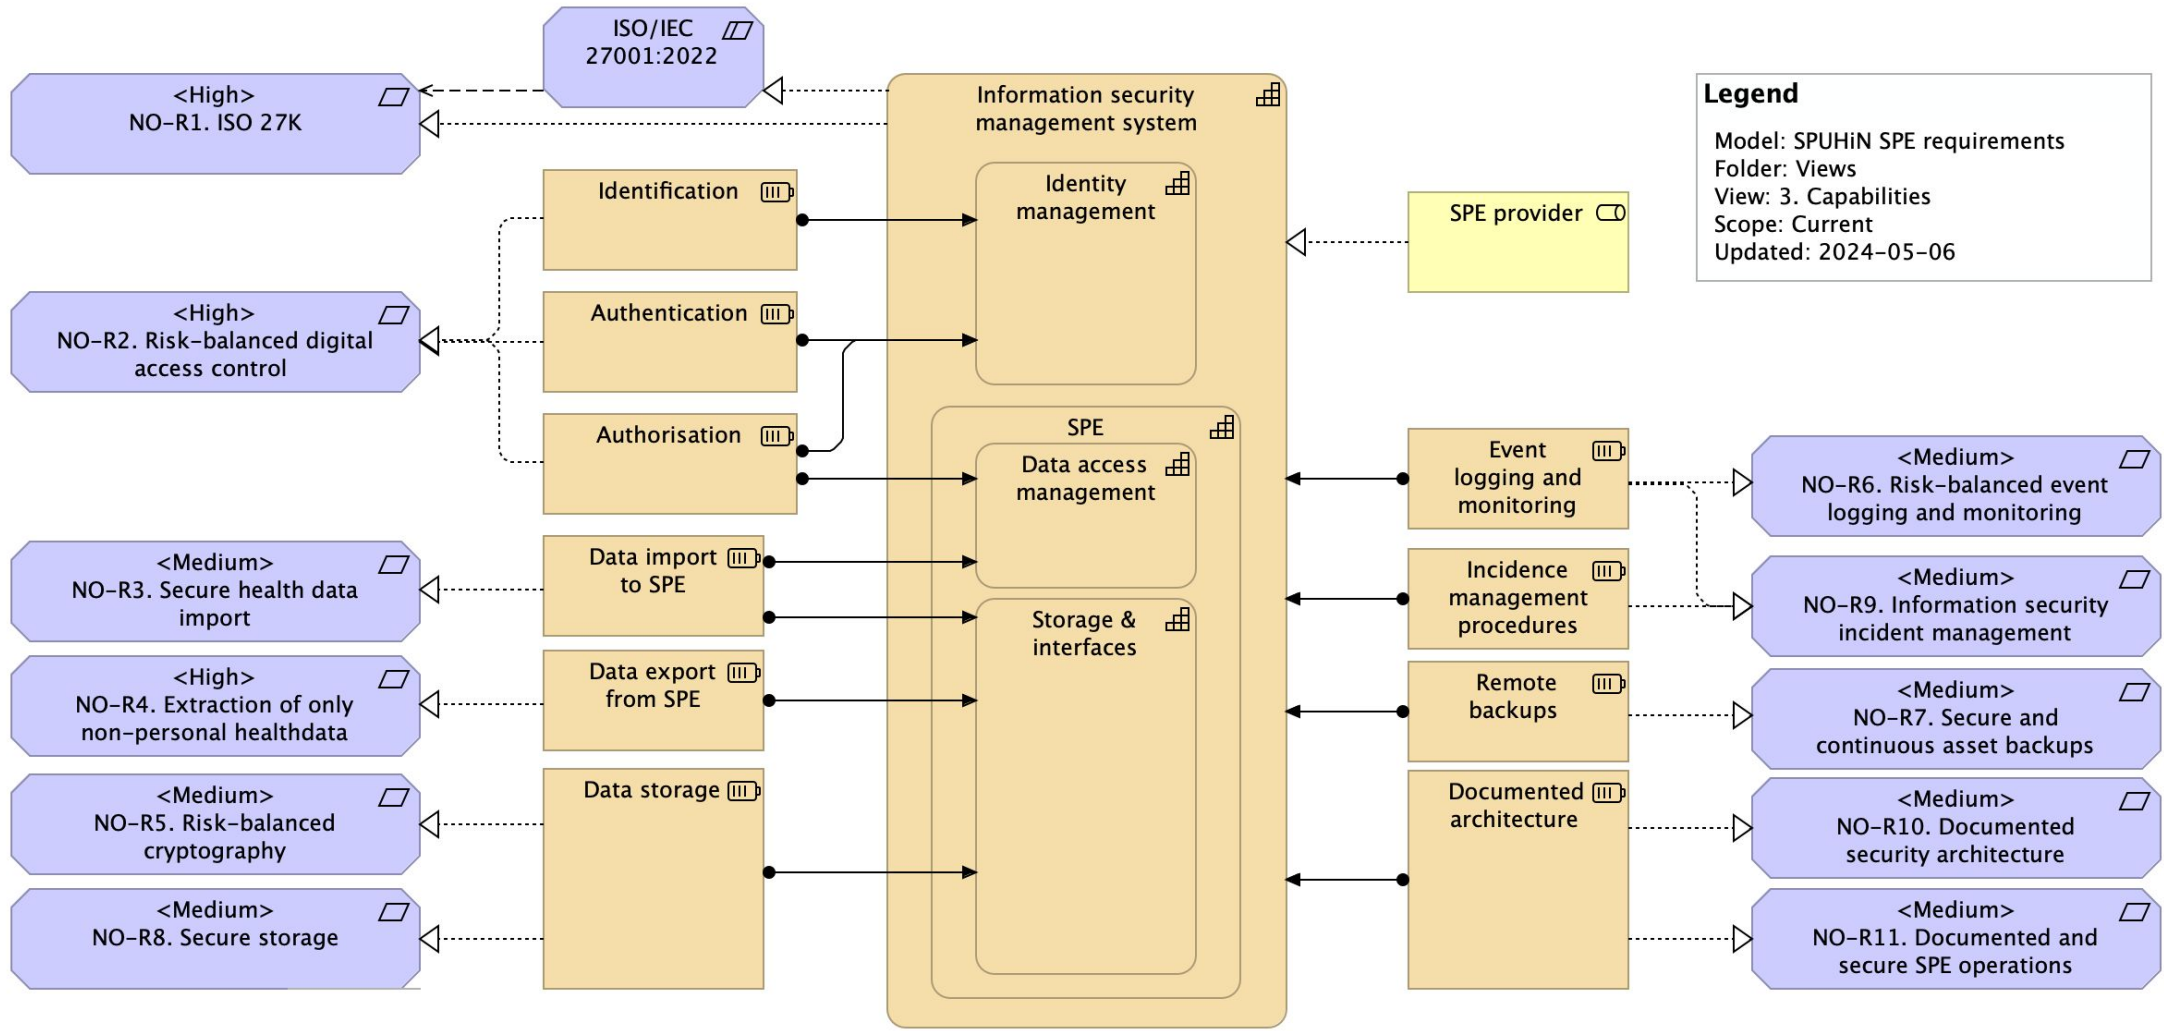 ISO/IEC
27001:2022
<High>
NO-R1. ISO 27K
Information security
management system
Legend
Model: SPUHiN SPE requirements
Folder: Views
View: 3. Capabilities
Scope: Current
Updated: 2024-05-06
Identification
Identity
management
SPE provider
<High>
NO-R2. Risk-balanced digital
access control
Authentication
Authorisation
SPE
Data access
management
Event
logging and
monitoring
<Medium>
NO-R6. Risk-balanced event
logging and monitoring
<Medium>
NO-R3. Secure health data
import
Data import
to SPE
Storage &
interfaces
Incidence
management
procedures
<Medium>
NO-R9. Information security
incident management
<High>
NO-R4. Extraction of only
non-personal healthdata
Data export
from SPE
Remote
backups
<Medium>
NO-R7. Secure and
continuous asset backups
<Medium>
NO-R5. Risk-balanced
cryptography
Data storage
Documented
architecture
<Medium>
NO-R10. Documented
security architecture
<Medium>
NO-R8. Secure storage
<Medium>
NO-R11. Documented and
secure SPE operations